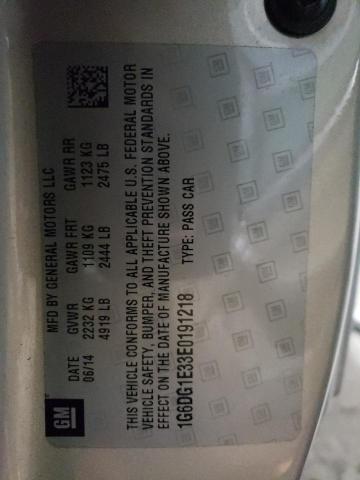 GM
MFD BY GENERAL MOTORS LLC
DATE GVWR GAWR FRT GAWR RR
06/14 2232 KG 1109 KG 1123 KG
4919 LB 2444 LB 2475 LB
THIS VEHICLE CONFORMS TO ALL APPLICABLE U.S. FEDERAL MOTOR
VEHICLE SAFETY, BUMPER, AND THEFT PREVENTION STANDARDS IN
EFFECT ON THE DATE OF MANUFACTURE SHOWN ABOVE.
1G6DG1E33E0191218 TYPE: PASS CAR